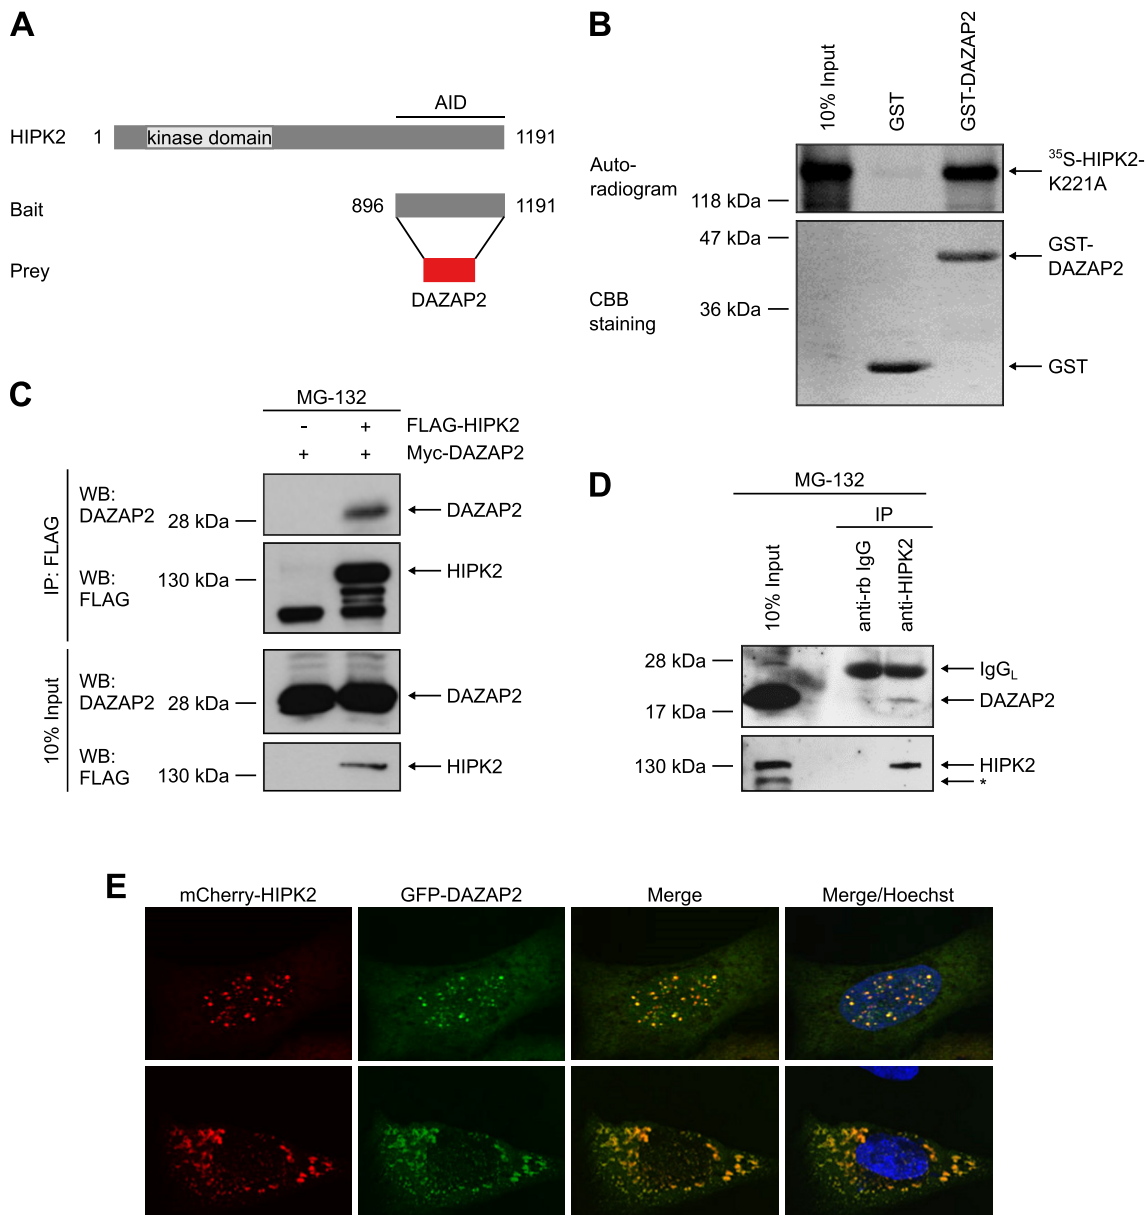 A
AID
HIPK2 1 kinase domain 1191
Bait 896 1191
Prey
DAZAP2
B
10% Input
GST
GST-DAZAP2
Auto-
radiogram
118 kDa
³⁵S-HIPK2-
K221A
47 kDa
GST-
DAZAP2
36 kDa
CBB
staining
GST
C
MG-132
- + FLAG-HIPK2
+ + Myc-DAZAP2
IP: FLAG
WB:
DAZAP2
28 kDa
DAZAP2
WB:
FLAG
130 kDa
HIPK2
10% Input
WB:
DAZAP2
28 kDa
DAZAP2
WB:
FLAG
130 kDa
HIPK2
D
MG-132
IP
10% Input
anti-rb IgG
anti-HIPK2
28 kDa
IgGL
DAZAP2
17 kDa
130 kDa
HIPK2
*
E
mCherry-HIPK2 GFP-DAZAP2 Merge Merge/Hoechst